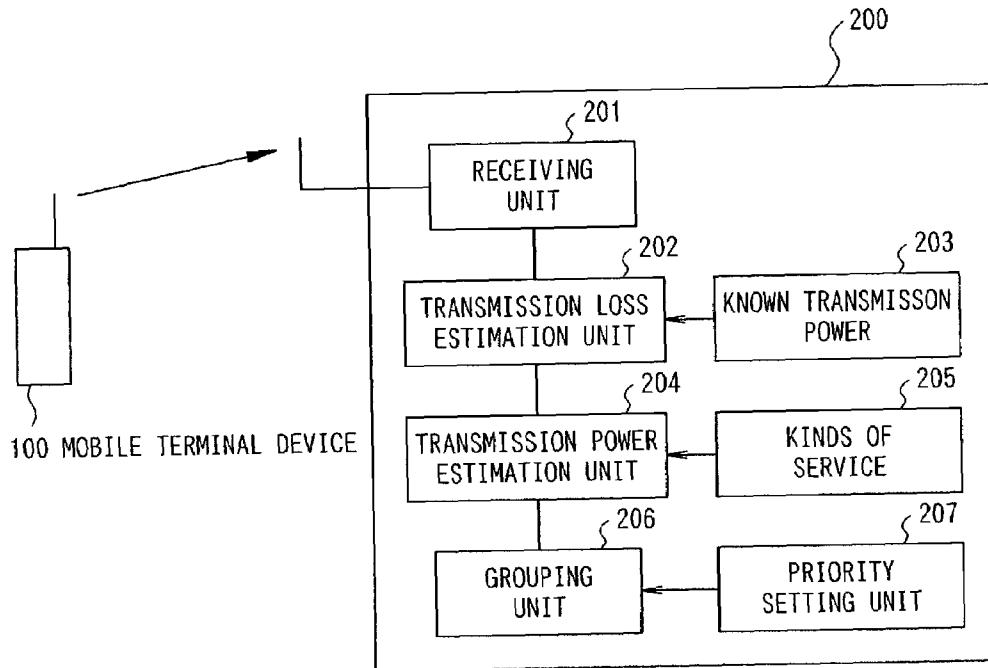 200
201
RECEIVING
UNIT
202
TRANSMISSION LOSS
ESTIMATION UNIT
203
KNOWN TRANSMISSON
POWER
100 MOBILE TERMINAL DEVICE
204
TRANSMISSION POWER
ESTIMATION UNIT
205
KINDS OF
SERVICE
206
GROUPING
UNIT
207
PRIORITY
SETTING UNIT